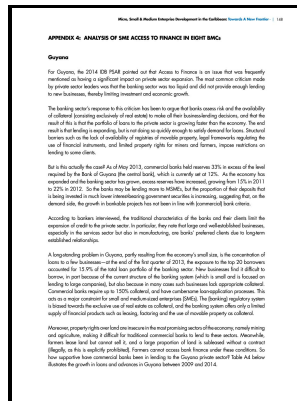 Micro, Small & Medium Enterprise Development in the Caribbean: Towards A New Frontier | 148
APPENDIX 4: ANALYSIS OF SME ACCESS TO FINANCE IN EIGHT BMCs
Guyana
For Guyana, the 2014 IDB PSAR pointed out that Access to Finance is an issue that was frequently
mentioned as having a significant impact on private sector expansion. The most common criticism made
by private sector leaders was that the banking sector was too liquid and did not provide enough lending
to new businesses, thereby limiting investment and economic growth.
The banking sector's response to this criticism has been to argue that banks assess risk and the availability
of collateral (consisting exclusively of real estate) to make all their business-lending decisions, and that the
result of this is that the portfolio of loans to the private sector is growing faster than the economy. The end
result is that lending is expanding, but is not doing so quickly enough to satisfy demand for loans. Structural
barriers such as the lack of availability of registries of movable property, legal frameworks regulating the
use of financial instruments, and limited property rights for miners and farmers, impose restrictions on
lending to some clients.
But is this actually the case? As of May 2013, commercial banks held reserves 33% in excess of the level
required by the Bank of Guyana (the central bank), which is currently set at 12%. As the economy has
expanded and the banking sector has grown, excess reserves have increased, growing from 15% in 2011
to 22% in 2012. So the banks may be lending more to MSMEs, but the proportion of their deposits that
is being invested in much lower interest-bearing government securities is increasing, suggesting that, on the
demand side, the growth in bankable projects has not been in line with (commercial bank) criteria.
According to bankers interviewed, the traditional characteristics of the banks and their clients limit the
expansion of credit to the private sector. In particular, they note that large and well-established businesses,
especially in the services sector but also in manufacturing, are banks' preferred clients due to long-term
established relationships.
A long-standing problem in Guyana, partly resulting from the economy's small size, is the concentration of
loans to a few businesses—at the end of the first quarter of 2013, the exposure to the top 20 borrowers
accounted for 15.9% of the total loan portfolio of the banking sector. New businesses find it difficult to
borrow, in part because of the current structure of the banking system (which is small and is focused on
lending to large companies), but also because in many cases such businesses lack appropriate collateral.
Commercial banks require up to 150% collateral, and have cumbersome loan-application processes. This
acts as a major constraint for small and medium-sized enterprises (SMEs). The (banking) regulatory system
is biased towards the exclusive use of real estate as collateral, and the banking system offers only a limited
supply of financial products such as leasing, factoring and the use of movable property as collateral.
Moreover, property rights over land are insecure in the most promising sectors of the economy, namely mining
and agriculture, making it difficult for traditional commercial banks to lend to these sectors. Meanwhile,
farmers lease land but cannot sell it; and a large proportion of land is subleased without a contract
(illegally, as this is explicitly prohibited). Farmers cannot access bank finance under these conditions. So
how supportive have commercial banks been in lending to the Guyana private sector? Table A4 below
illustrates the growth in loans and advances in Guyana between 2009 and 2014.